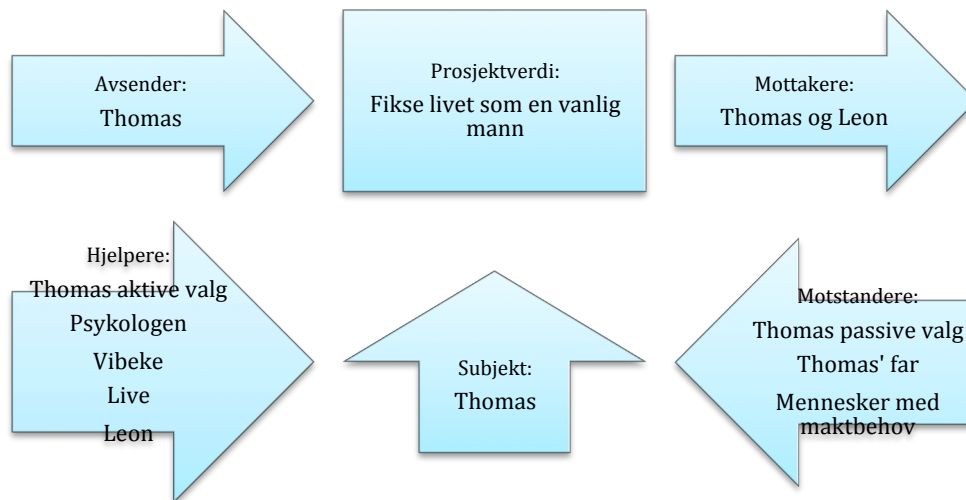 Avsender:
Thomas
Prosjektverdi:
Fikse livet som en vanlig
mann
Mottakere:
Thomas og Leon
Hjelpere:
Thomas aktive valg
Psykologen
Vibeke
Live
Leon
Subjekt:
Thomas
Motstandere:
Thomas passive valg
Thomas' far
Mennesker med
maktbehov